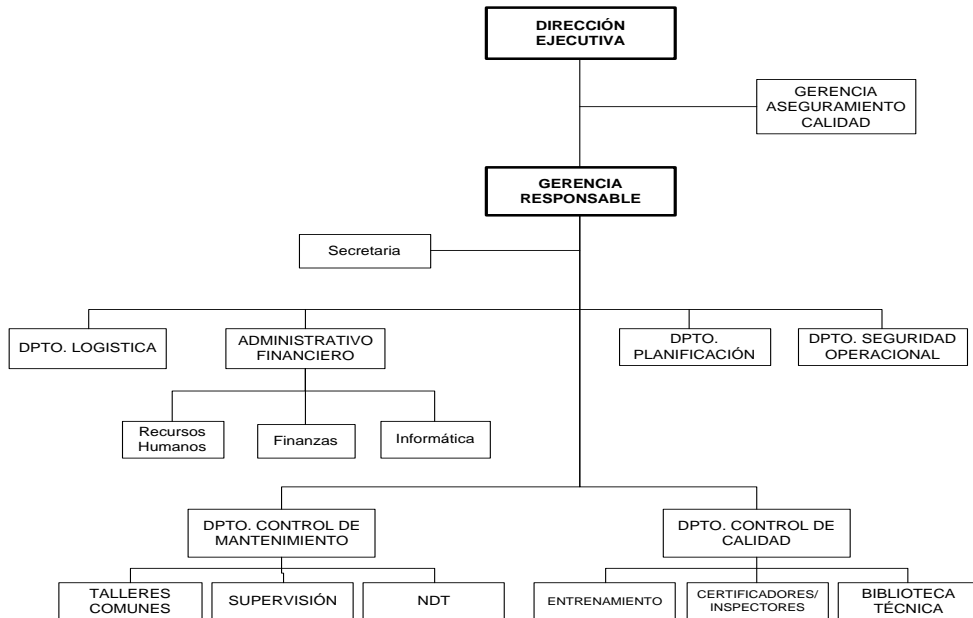 DIRECCIÓN
EJECUTIVA
GERENCIA
ASEGURAMIENTO
CALIDAD
GERENCIA
RESPONSABLE
Secretaria
DPTO. LOGISTICA
ADMINISTRATIVO
FINANCIERO
DPTO.
PLANIFICACIÓN
DPTO. SEGURIDAD
OPERACIONAL
Recursos
Humanos
Finanzas
Informática
DPTO. CONTROL DE
MANTENIMIENTO
DPTO. CONTROL DE
CALIDAD
TALLERES
COMUNES
SUPERVISIÓN
NDT
ENTRENAMIENTO
CERTIFICADORES/
INSPECTORES
BIBLIOTECA
TÉCNICA